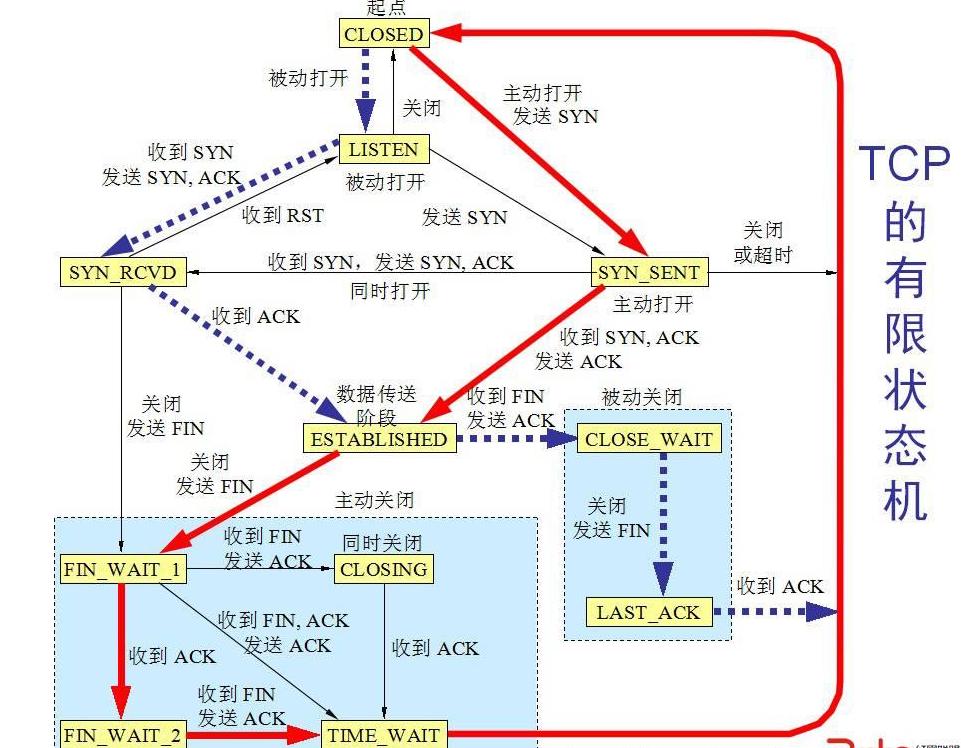 起点
CLOSED
被动打开
关闭
主动打开
发送 SYN
LISTEN
被动打开
收到 SYN
发送 SYN, ACK
收到 RST
发送 SYN
关闭
或超时
SYN_RCVD
收到 SYN，发送 SYN, ACK
同时打开
SYN_SENT
主动打开
收到 ACK
收到 SYN, ACK
发送 ACK
数据传送
阶段
ESTABLISHED
收到 FIN
发送 ACK
被动关闭
CLOSE_WAIT
关闭
发送 FIN
关闭
发送 FIN
关闭
发送 FIN
LAST_ACK
收到 ACK
主动关闭
FIN_WAIT_1
收到 FIN
发送 ACK
同时关闭
CLOSING
收到 FIN, ACK
发送 ACK
收到 ACK
收到 ACK
收到 FIN
发送 ACK
FIN_WAIT_2
TIME_WAIT
TCP
的
有
限
状
态
机